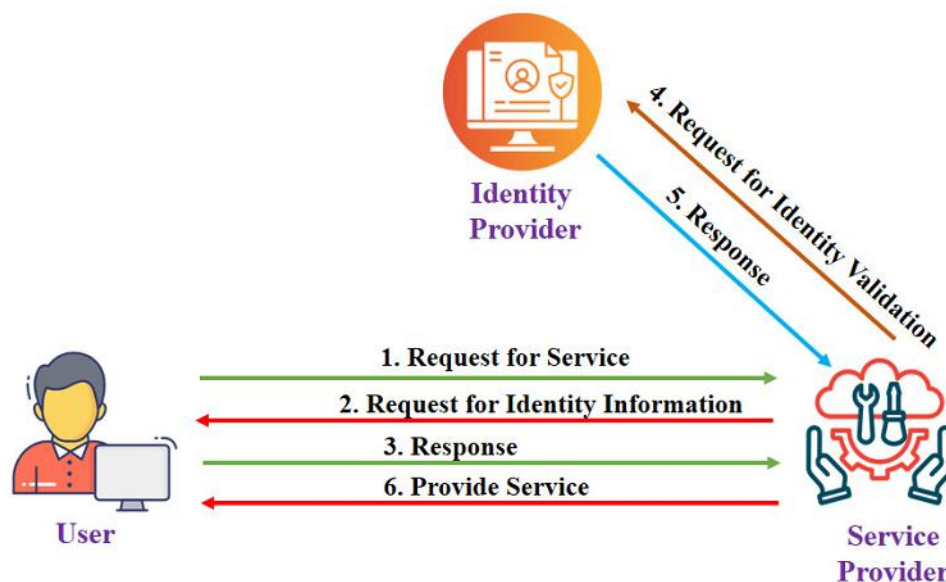 Identity
Provider
4. Request for Identity Validation
5. Response
1. Request for Service
2. Request for Identity Information
3. Response
6. Provide Service
User
Service
Provider